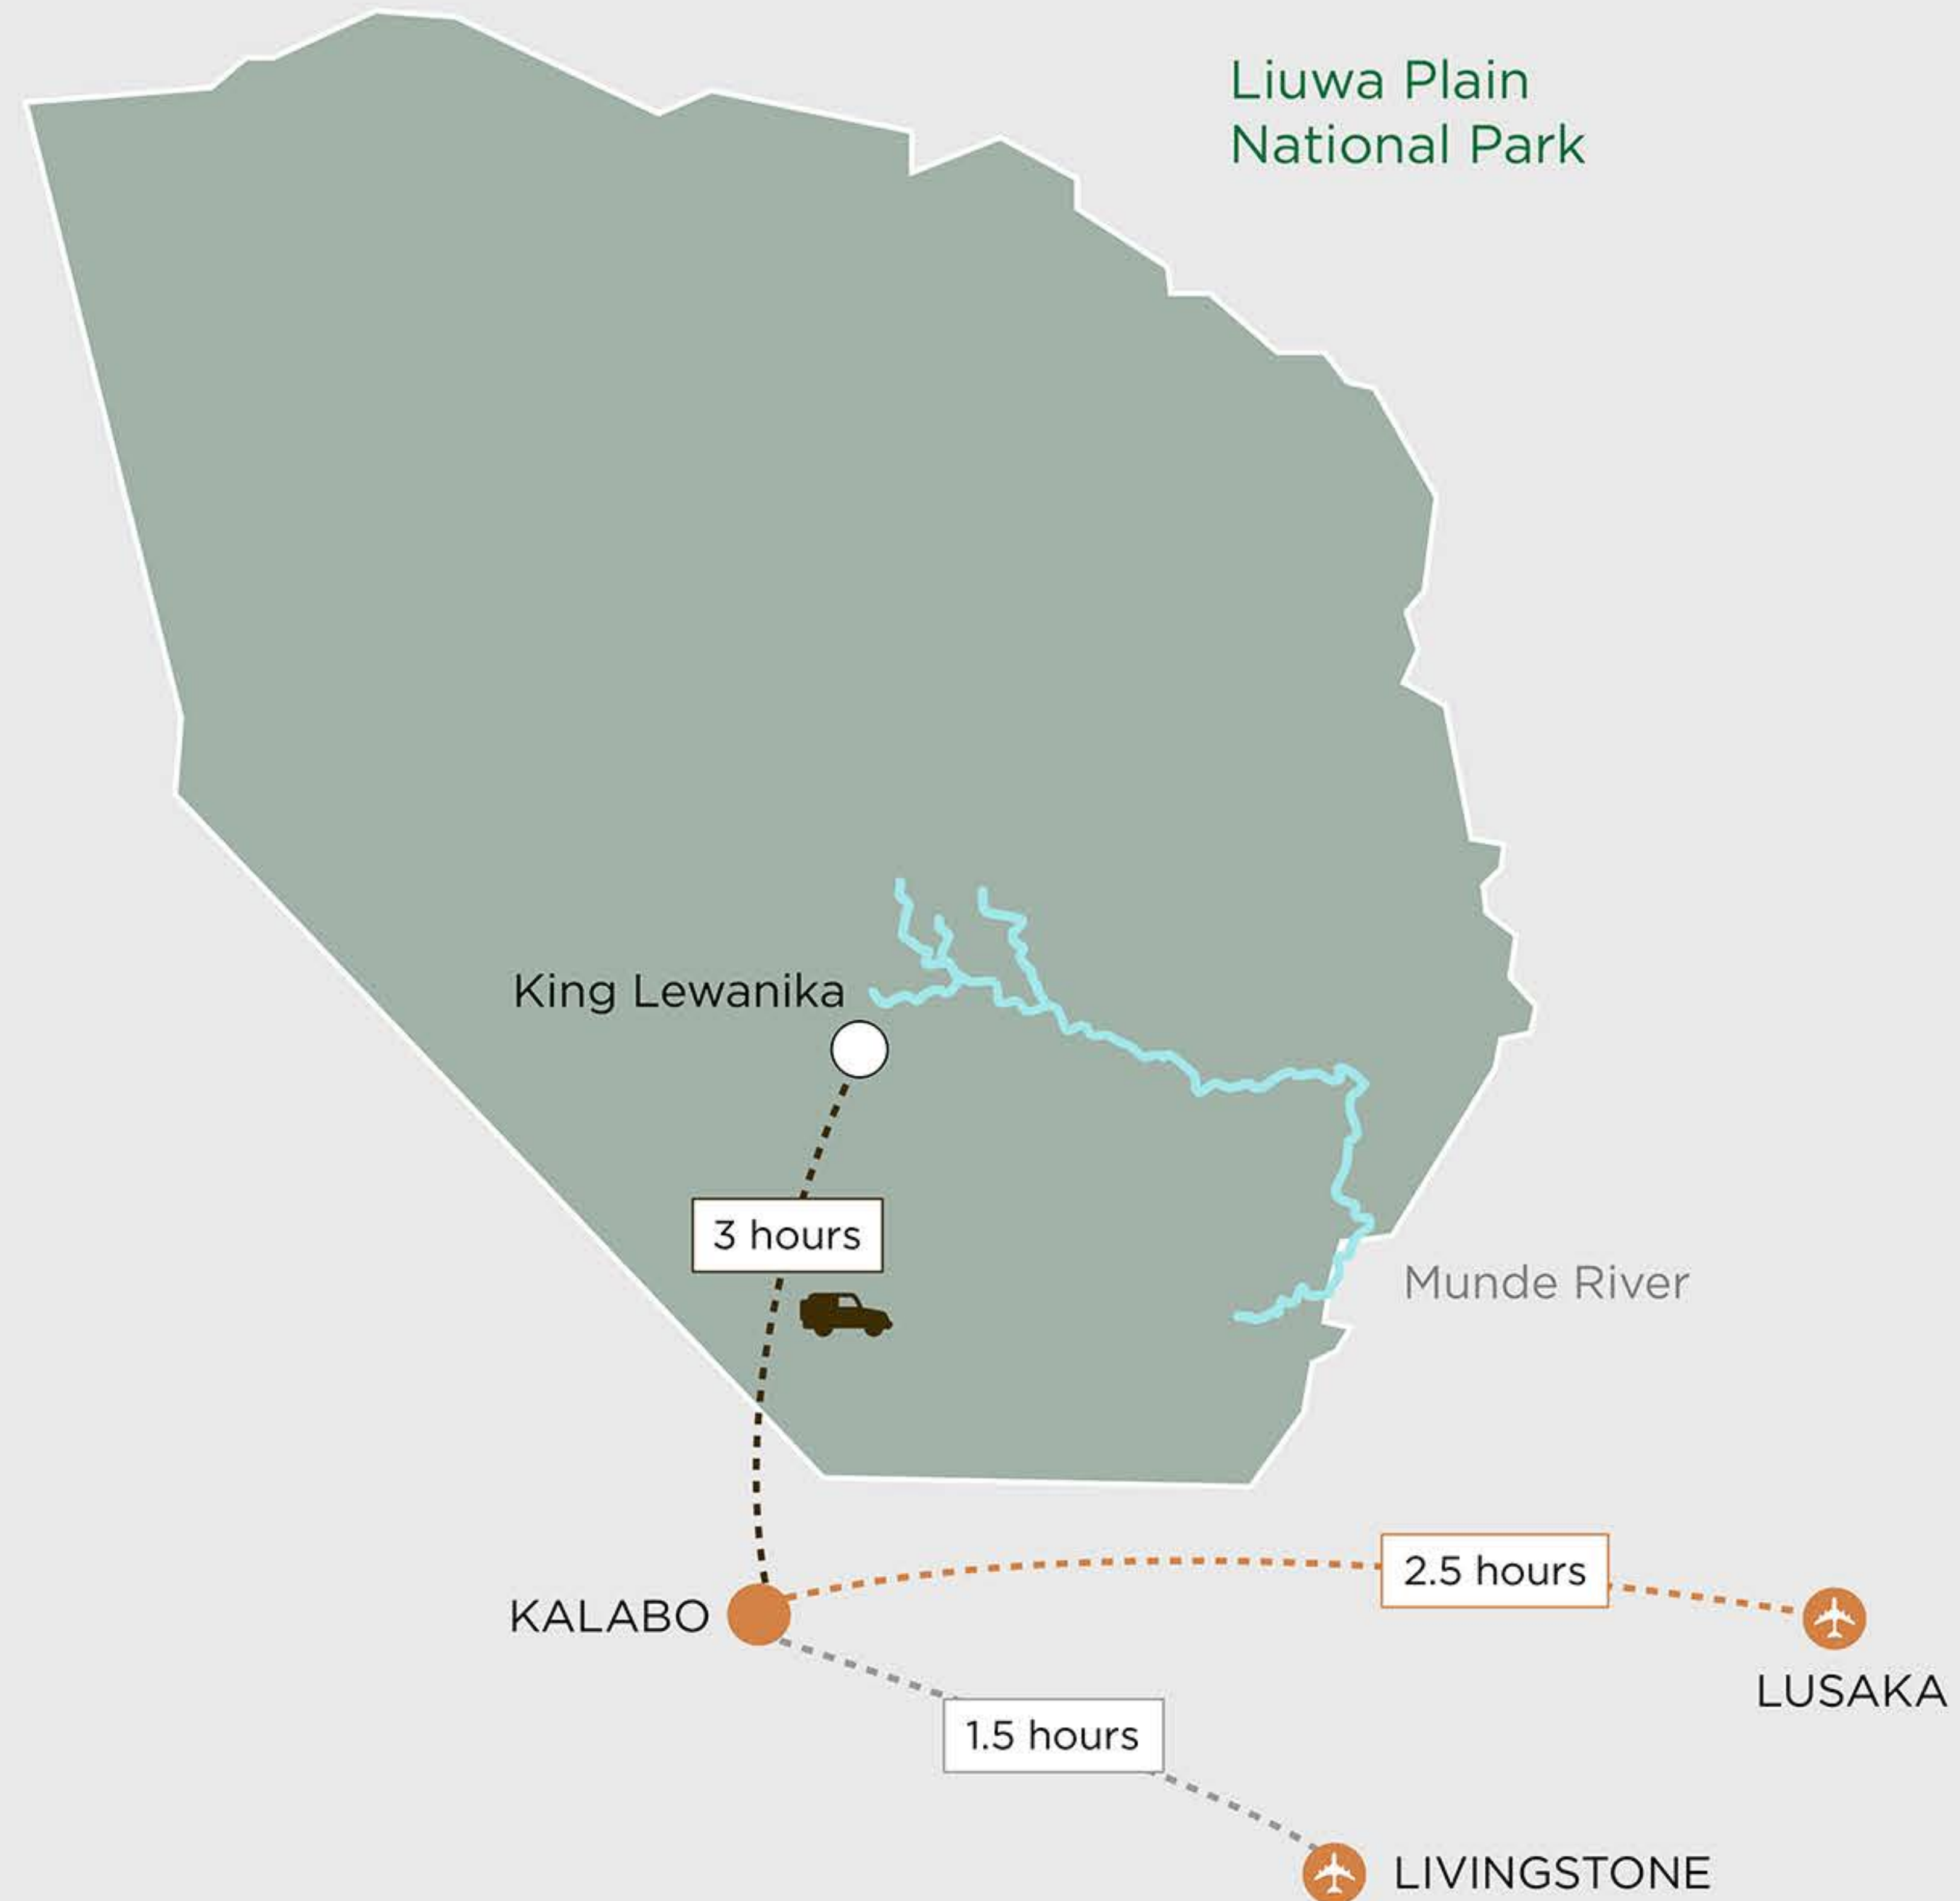 Liuwa Plain
National Park
King Lewanika
3 hours
Munde River
2.5 hours
KALABO
LUSAKA
1.5 hours
LIVINGSTONE